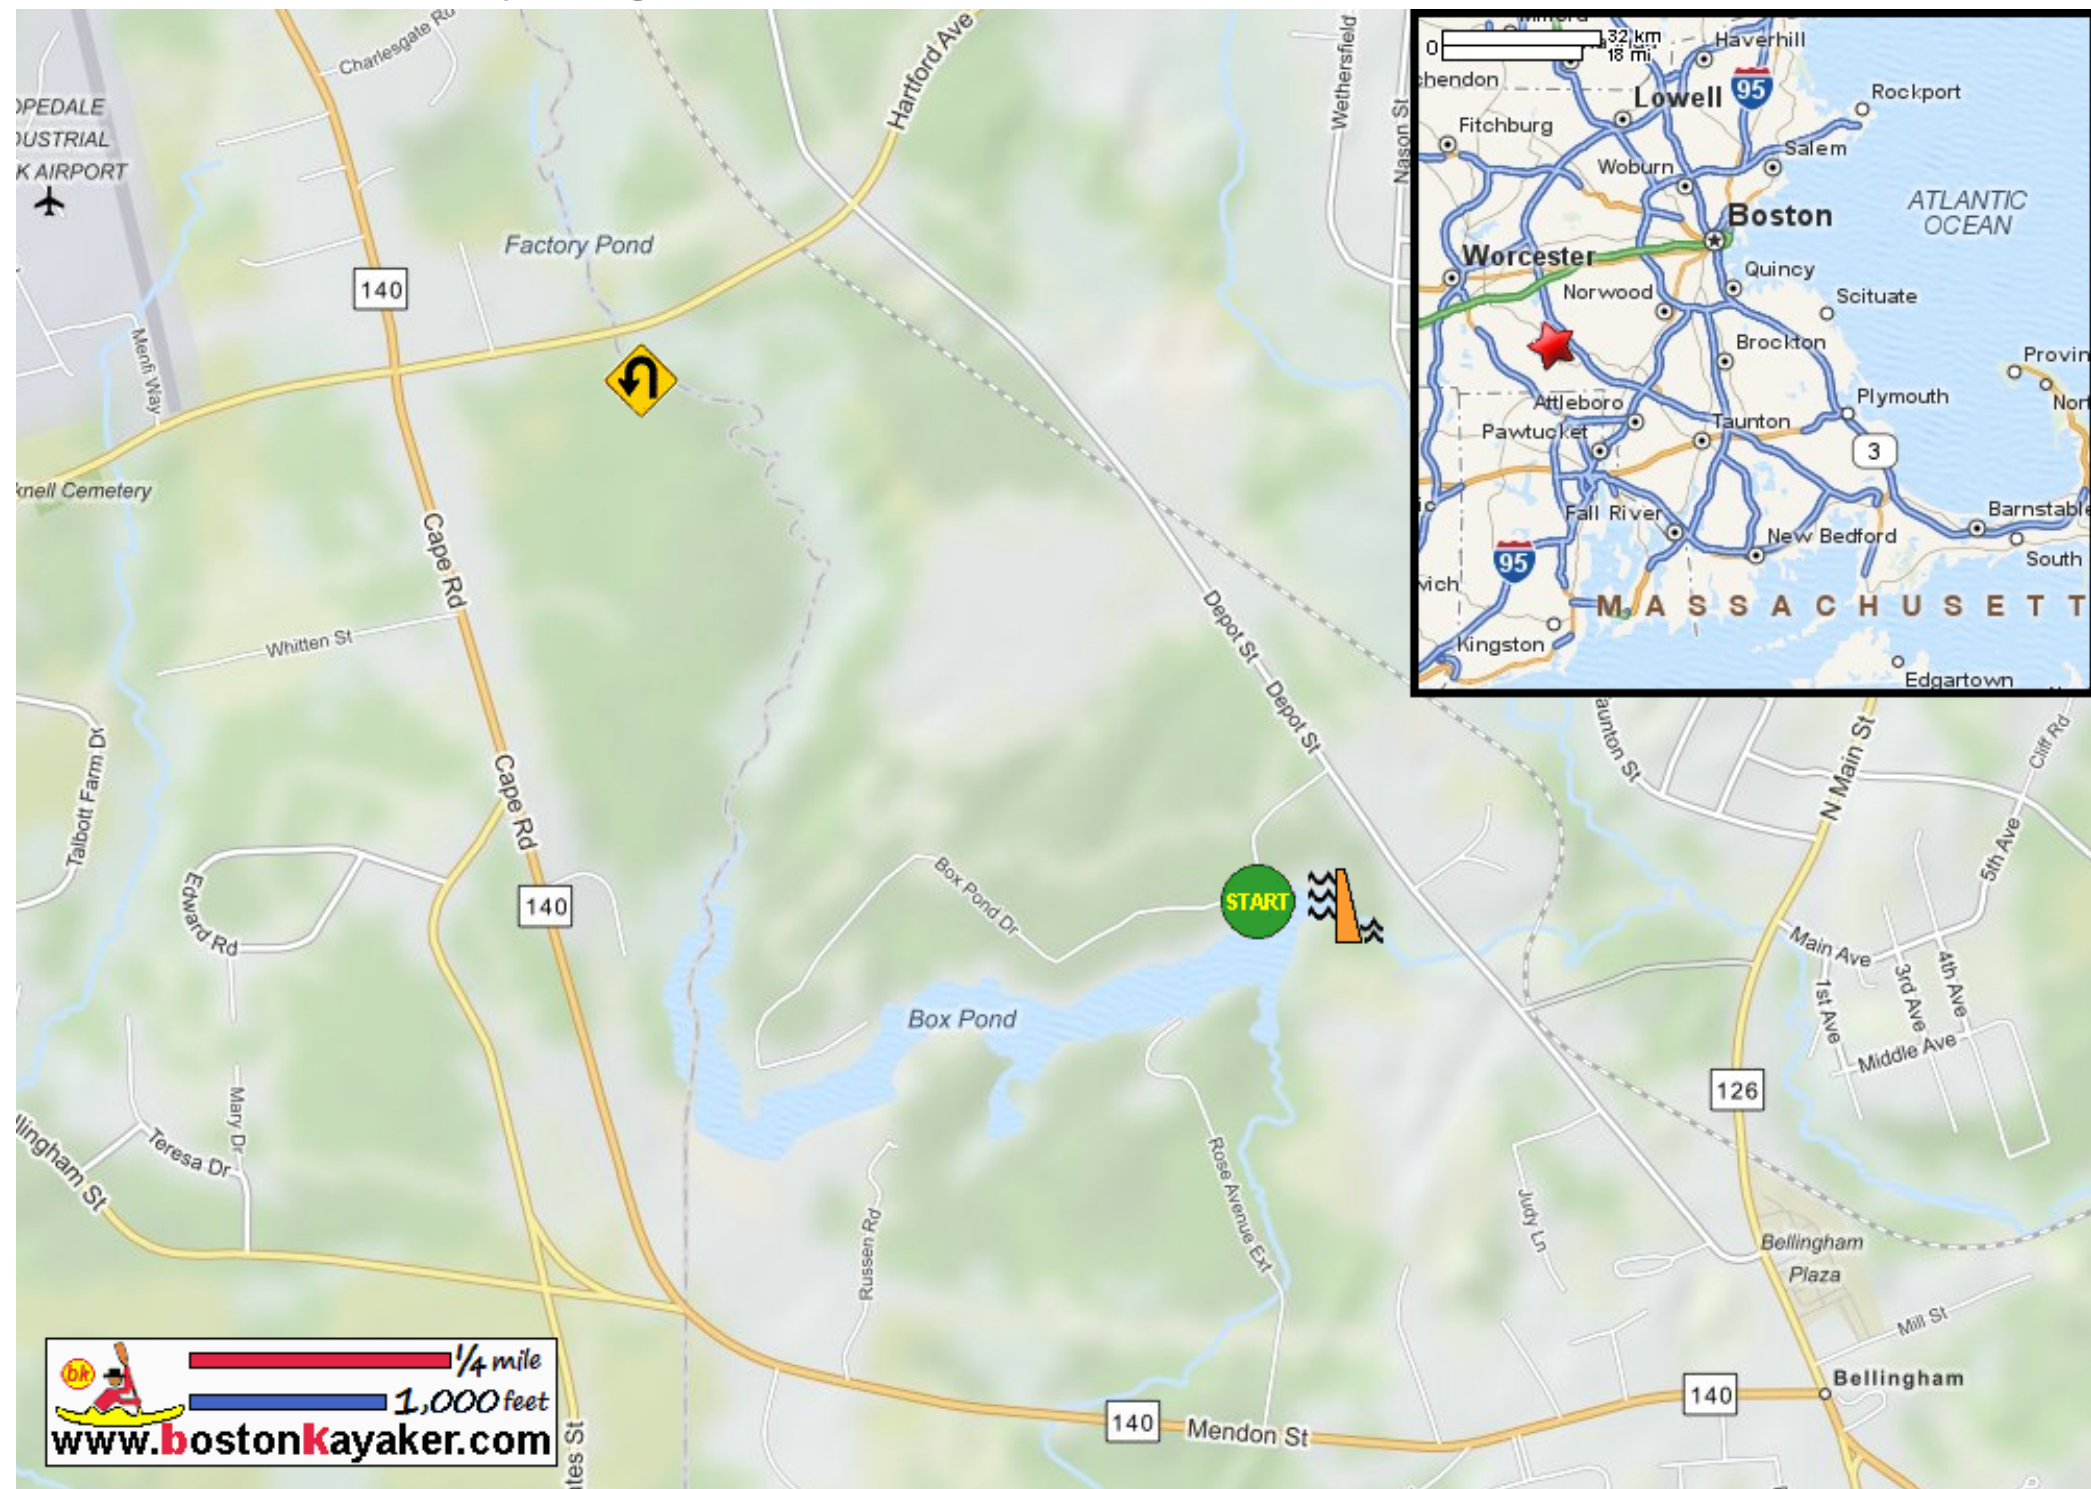 Charlesgate Rd
Hartford Ave
Wethersfield
Nason St
OPEDALE
DUSTRIAL
K AIRPORT
Factory Pond
140
Menfi Way
knell Cemetery
Cape Rd
Whitten St
Depot St
Depot St
Talbott Farm Dr
Cape Rd
Edward Rd
140
Box Pond Dr
START
Box Pond
Mary Dr
Teresa Dr
llingham St
Russen Rd
Rose Avenue Ext
Judy Ln
aunton St
N Main St
Cliff Rd
5th Ave
Main Ave
1st Ave
3rd Ave
4th Ave
Middle Ave
126
Bellingham
Plaza
Mill St
Bellingham
140
140
Mendon St
ates St
bk
1/4 mile
1,000 feet
www.bostonkayaker.com
0
32 km
18 mi
Haverhill
chendon
Lowell
95
Rockport
Fitchburg
Salem
Woburn
Boston
ATLANTIC
OCEAN
Worcester
Quincy
Norwood
Scituate
Brockton
Provin
Attleboro
Plymouth
Nort
Pawtucket
Taunton
3
ic
Fall River
Barnstable
New Bedford
95
South
wich
MASSACHUSETT
Kingston
Edgartown